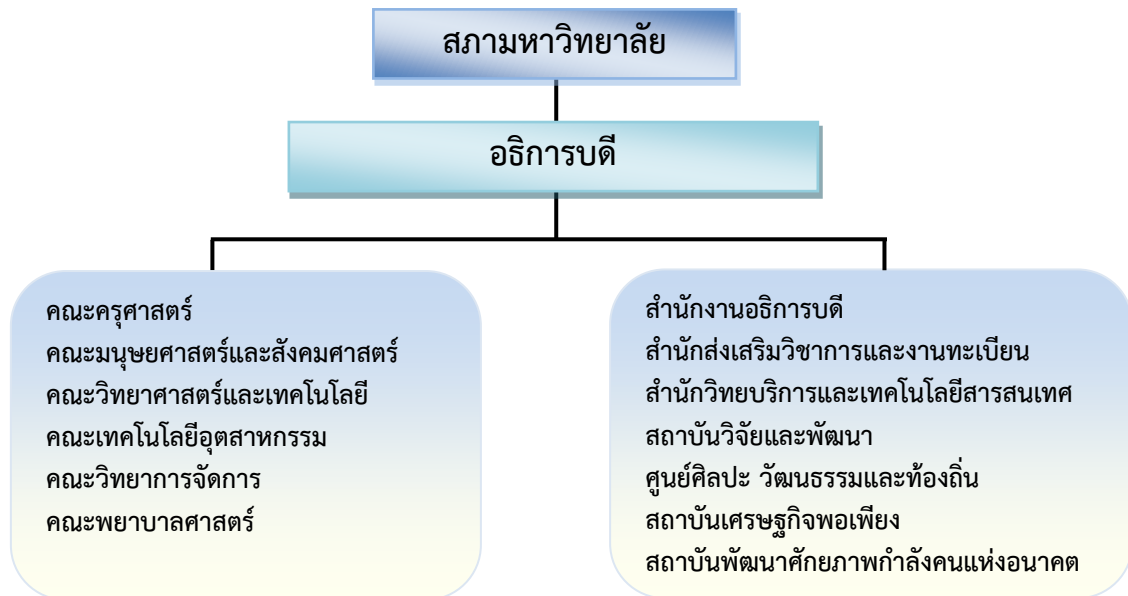 สภามหาวิทยาลัย
อธิการบดี
คณะครุศาสตร์
คณะมนุษยศาสตร์และสังคมศาสตร์
คณะวิทยาศาสตร์และเทคโนโลยี
คณะเทคโนโลยีอุตสาหกรรม
คณะวิทยาการจัดการ
คณะพยาบาลศาสตร์
สำนักงานอธิการบดี
สำนักส่งเสริมวิชาการและงานทะเบียน
สำนักวิทยบริการและเทคโนโลยีสารสนเทศ
สถาบันวิจัยและพัฒนา
ศูนย์ศิลปะ วัฒนธรรมและท้องถิ่น
สถาบันเศรษฐกิจพอเพียง
สถาบันพัฒนาศักยภาพกำลังคนแห่งอนาคต